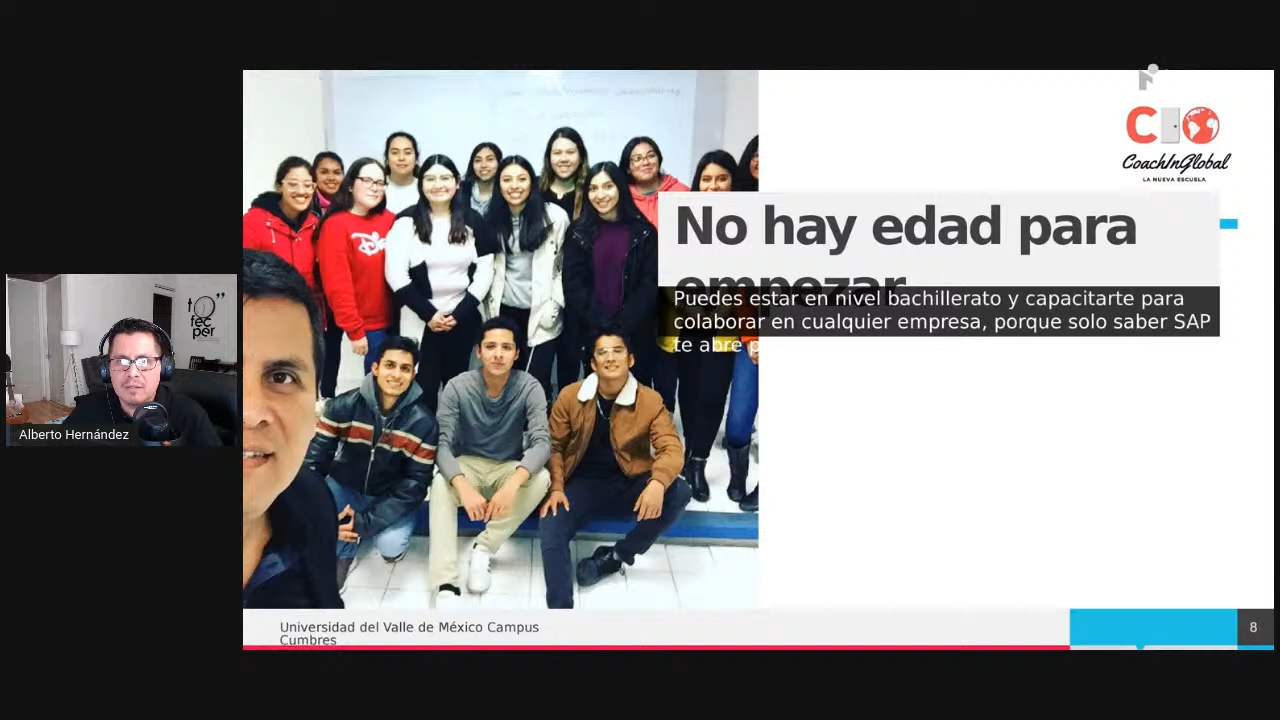 CoachInGlobal
LA NUEVA ESCUELA
No hay edad para
empezar
Puedes estar en nivel bachillerato y capacitarte para
colaborar en cualquier empresa, porque solo saber SAP
te abre
Alberto Hernández
Universidad del Valle de México Campus
Cumbres
8